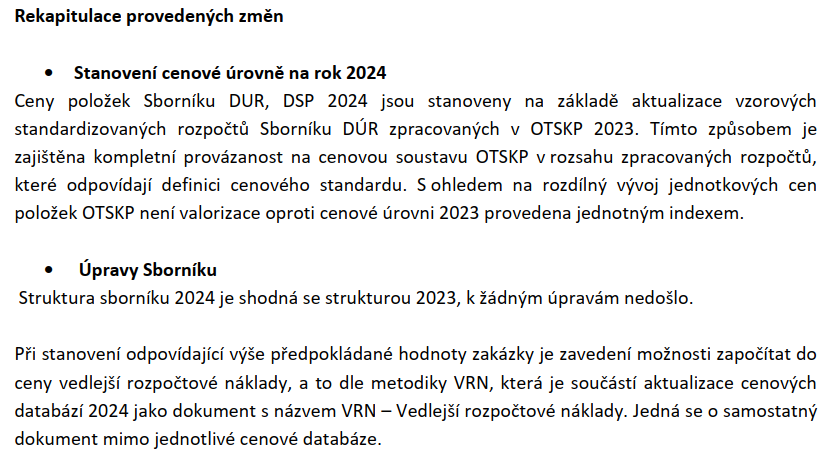 Rekapitulace provedených změn
• Stanovení cenové úrovně na rok 2024
Ceny položek Sborníku DUR, DSP 2024 jsou stanoveny na základě aktualizace vzorových
standardizovaných rozpočtů Sborníku DÚR zpracovaných v OTSKP 2023. Tímto způsobem je
zajištěna kompletní provázanost na cenovou soustavu OTSKP v rozsahu zpracovaných rozpočtů,
které odpovídají definici cenového standardu. S ohledem na rozdílný vývoj jednotkových cen
položek OTSKP není valorizace oproti cenové úrovni 2023 provedena jednotným indexem.
• Úpravy Sborníku
Struktura sborníku 2024 je shodná se strukturou 2023, k žádným úpravám nedošlo.
Při stanovení odpovídající výše předpokládané hodnoty zakázky je zavedení možnosti započítat do
ceny vedlejší rozpočtové náklady, a to dle metodiky VRN, která je součástí aktualizace cenových
databází 2024 jako dokument s názvem VRN – Vedlejší rozpočtové náklady. Jedná se o samostatný
dokument mimo jednotlivé cenové databáze.